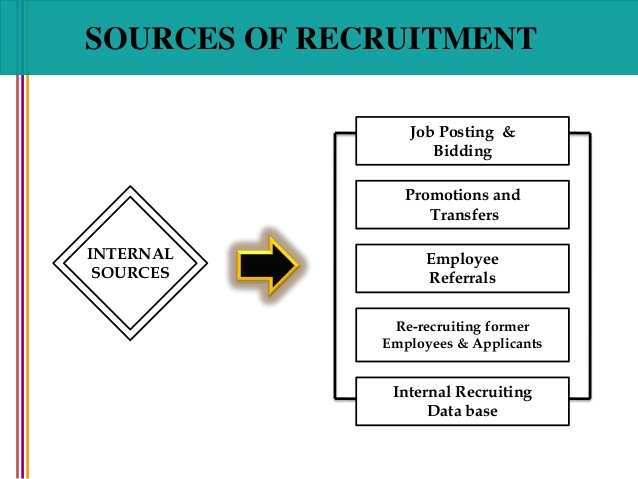 SOURCES OF RECRUITMENT
INTERNAL
SOURCES
Job Posting &
Bidding
Promotions and
Transfers
Employee
Referrals
Re-recruiting former
Employees & Applicants
Internal Recruiting
Data base